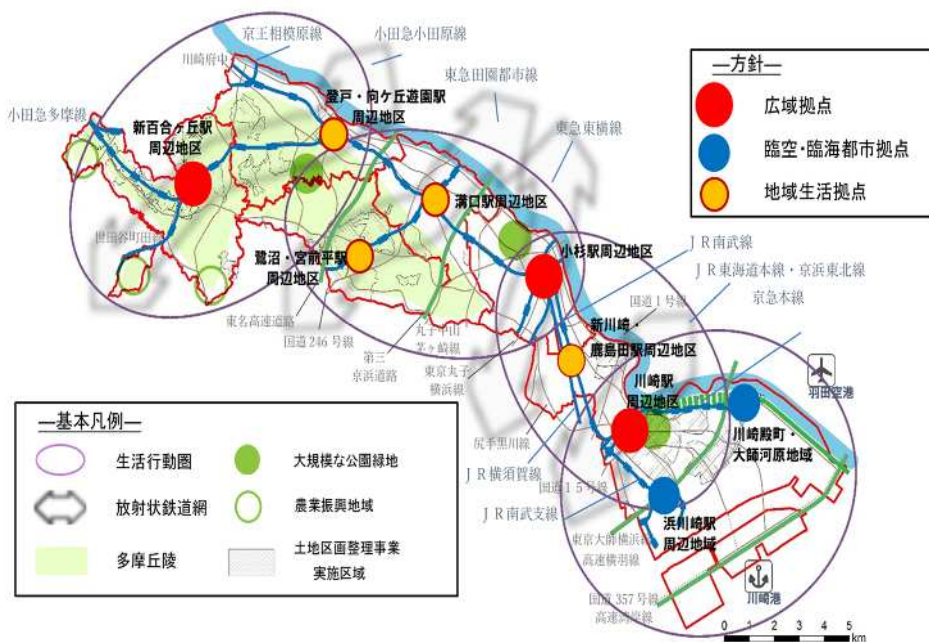 京王相模原線
小田急小田原線
川崎府中
東急田園都市線
小田急多摩線
登戸・向ケ丘遊園駅
周辺地区
新百合ヶ丘駅
周辺地区
東急東横線
溝口駅周辺地区
世田谷町田線
鷺沼・宮前平駅
周辺地区
小杉駅周辺地区
JR南武線
JR東海道本線・京浜東北線
京急本線
東名高速道路
国道246号線
国道1号線
第三
京浜道路
丸子中山
茅ヶ崎線
東京丸子
横浜線
新川崎・
鹿島田駅周辺地区
川崎駅
周辺地区
羽田空港
川崎殿町・
大師河原地域
尻手黒川線
JR横須賀線
国道15号線
JR南武支線
浜川崎駅
周辺地域
東京大師横浜線
高速横羽線
国道357号線
高速湾岸線
川崎港
0 1 2 3 4 5
km
―方針―
広域拠点
臨空・臨海都市拠点
地域生活拠点
―基本凡例―
生活行動圏
大規模な公園緑地
放射状鉄道網
農業振興地域
多摩丘陵
土地区画整理事業
実施区域